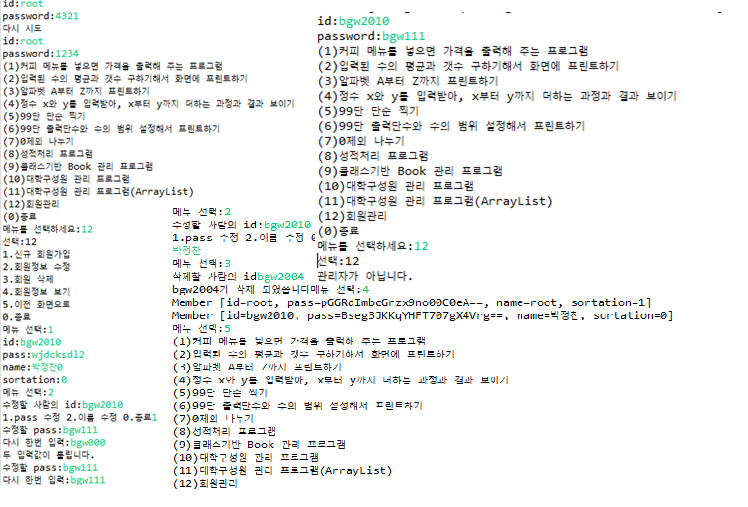 id:root
password:4321
다시 시도
id:root
password:1234
(1)커피 메뉴를 넣으면 가격을 출력해 주는 프로그램
(2)입력된 수의 평균과 갯수 구하기해서 화면에 프린트하기
(3)알파벳 A부터 Z까지 프린트하기
(4)정수 x와 y를 입력받아, x부터 y까지 더하는 과정과 결과 보이기
(5)99단 단순 찍기
(6)99단 출력단수와 수의 범위 설정해서 프린트하기
(7)0제의 나누기
(8)성적처리 프로그램
(9)클래스기반 Book 관리 프로그램
(10)대학구성원 관리 프로그램
(11)대학구성원 관리 프로그램(ArrayList)
(12)회원관리
(0)종료
메뉴를 선택하세요:12
선택:12
1.신규 회원가입
2.회원정보 수정
3.회원 삭제
4.회원정보 보기
5.이전 화면으로
0.종료
메뉴 선택:1
id:bgw2010
pass:wjdcksdl2
name:박정찬0
sortation:0
메뉴 선택:2
수정할 사람의 id:bgw2010
1.pass 수정 2.이름 수정 0.종료1
수정할 pass:bgw111
다시 한번 입력:bgw000
두 입력값이 틀립니다.
수정할 pass:bgw111
다시 한번 입력:bgw111
메뉴 선택:2
수정할 사람의 id:bgw2010
1.pass 수정 2.이름 수정 0
박정찬
메뉴 선택:3
삭제할 사람의 idbgw2004
bgw2004가 삭제 되었습니다메뉴 선택:4
Member [id=root, name=root, sortation=1]
Member [id=bgw2010, name=박정찬, sortation=0]
메뉴 선택:5
(1)커피 메뉴를 넣으면 가격을 출력해 주는 프로그램
(2)입력된 수의 평균과 갯수 구하기해서 화면에 프린트하기
(3)알파벳 A부터 Z까지 프린트하기
(4)정수 x와 y를 입력받아, x부터 y까지 더하는 과정과 결과 보이기
(5)99단 단순 찍기
(6)99단 출력단수와 수의 범위 설정해서 프린트하기
(7)0제의 나누기
(8)성적처리 프로그램
(9)클래스기반 Book 관리 프로그램
(10)대학구성원 관리 프로그램
(11)대학구성원 관리 프로그램(ArrayList)
(12)회원관리
id:bgw2010
password:bgw111
(1)커피 메뉴를 넣으면 가격을 출력해 주는 프로그램
(2)입력된 수의 평균과 갯수 구하기해서 화면에 프린트하기
(3)알파벳 A부터 Z까지 프린트하기
(4)정수 x와 y를 입력받아, x부터 y까지 더하는 과정과 결과 보이기
(5)99단 단순 찍기
(6)99단 출력단수와 수의 범위 설정해서 프린트하기
(7)0제의 나누기
(8)성적처리 프로그램
(9)클래스기반 Book 관리 프로그램
(10)대학구성원 관리 프로그램
(11)대학구성원 관리 프로그램(ArrayList)
(12)회원관리
(0)종료
메뉴를 선택하세요:12
선택:12
관리자가 아닙니다.